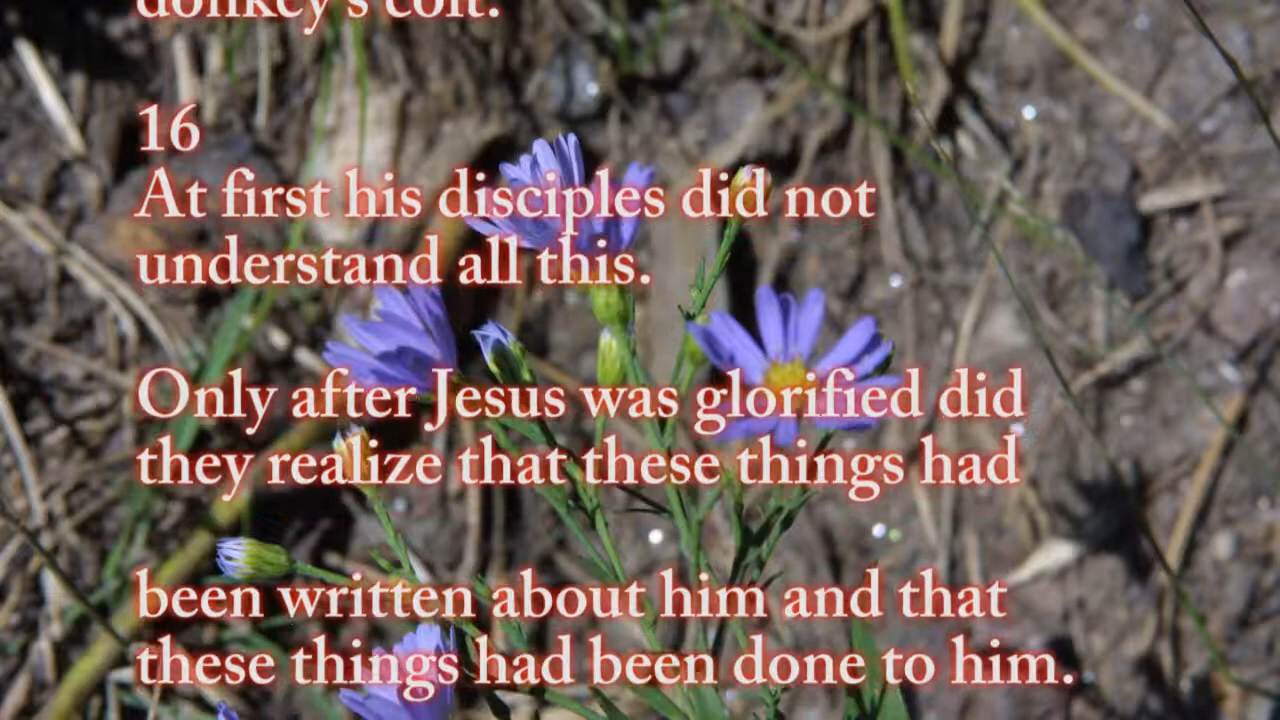 donkey's colt.
16
At first his disciples did not
understand all this.
Only after Jesus was glorified did
they realize that these things had
been written about him and that
these things had been done to him.